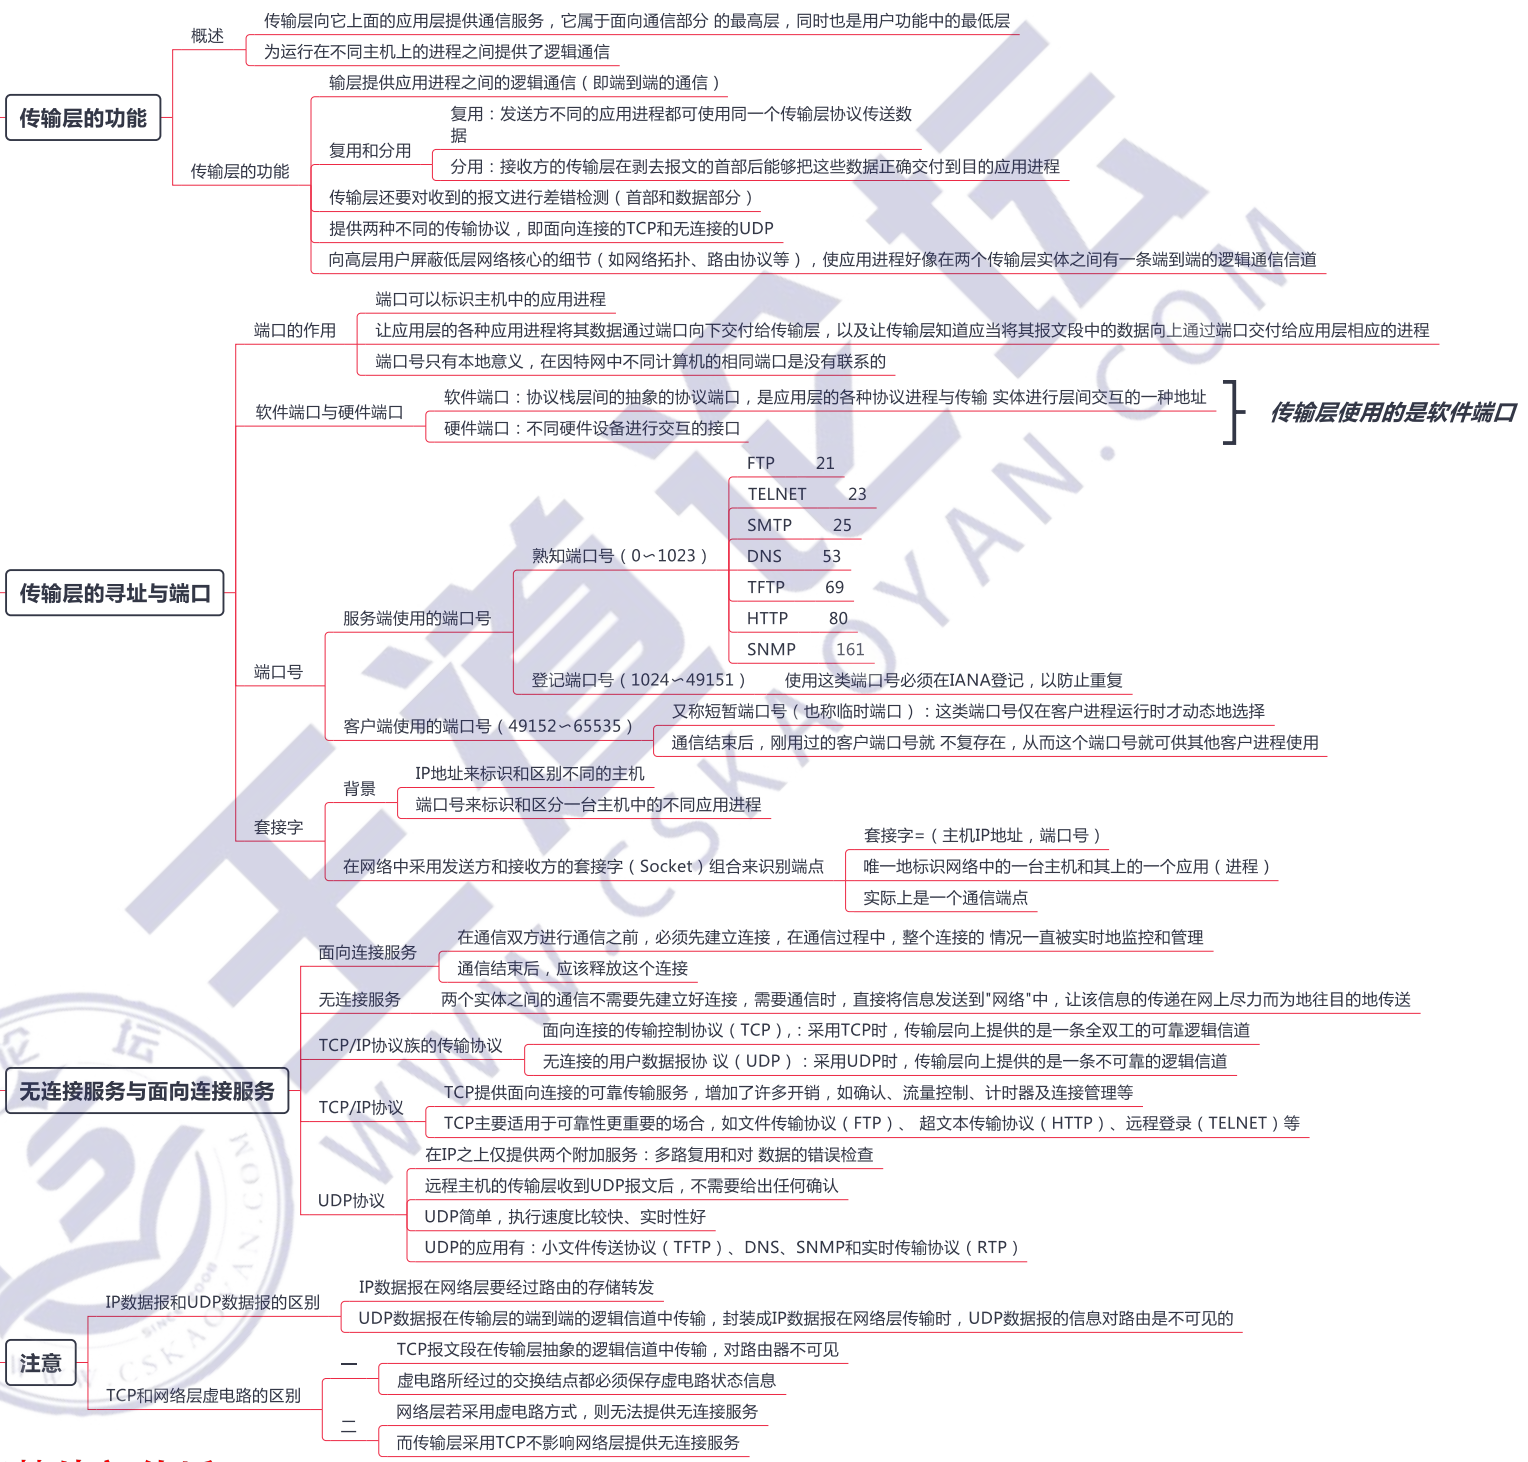 传输层的功能
概述
传输层向它上面的应用层提供通信服务，它属于面向通信部分 的最高层，同时也是用户功能中的最低层
为运行在不同主机上的进程之间提供了逻辑通信
传输层的功能
输层提供应用进程之间的逻辑通信（即端到端的通信）
复用和分用
复用：发送方不同的应用进程都可使用同一个传输层协议传送数
据
分用：接收方的传输层在剥去报文的首部后能够把这些数据正确交付到目的应用进程
传输层还要对收到的报文进行差错检测（首部和数据部分）
提供两种不同的传输协议，即面向连接的TCP和无连接的UDP
向高层用户屏蔽低层网络核心的细节（如网络拓扑、路由协议等），使应用进程好像在两个传输层实体之间有一条端到端的逻辑通信信道
传输层的寻址与端口
端口的作用
端口可以标识主机中的应用进程
让应用层的各种应用进程将其数据通过端口向下交付给传输层，以及让传输层知道应当将其报文段中的数据向上通过端口交付给应用层相应的进程
端口号只有本地意义，在因特网中不同计算机的相同端口是没有联系的
软件端口与硬件端口
软件端口：协议栈层间的抽象的协议端口，是应用层的各种协议进程与传输 实体进行层间交互的一种地址
硬件端口：不同硬件设备进行交互的接口
传输层使用的是软件端口
端口号
服务端使用的端口号
熟知端口号（0∽1023）
FTP 21
TELNET 23
SMTP 25
DNS 53
TFTP 69
HTTP 80
SNMP 161
登记端口号（1024∽49151） 使用这类端口号必须在IANA登记，以防止重复
客户端使用的端口号（49152∽65535）
又称短暂端口号（也称临时端口）：这类端口号仅在客户进程运行时才动态地选择
通信结束后，刚用过的客户端口号就 不复存在，从而这个端口号就可供其他客户进程使用
套接字
背景
IP地址来标识和区别不同的主机
端口号来标识和区分一台主机中的不同应用进程
在网络中采用发送方和接收方的套接字（Socket）组合来识别端点
套接字=（主机IP地址，端口号）
唯一地标识网络中的一台主机和其上的一个应用（进程）
实际上是一个通信端点
无连接服务与面向连接服务
面向连接服务
在通信双方进行通信之前，必须先建立连接，在通信过程中，整个连接的 情况一直被实时地监控和管理
通信结束后，应该释放这个连接
无连接服务 两个实体之间的通信不需要先建立好连接，需要通信时，直接将信息发送到"网络"中，让该信息的传递在网上尽力而为地往目的地传送
TCP/IP协议族的传输协议
面向连接的传输控制协议（TCP），：采用TCP时，传输层向上提供的是一条全双工的可靠逻辑信道
无连接的用户数据报协 议（UDP）：采用UDP时，传输层向上提供的是一条不可靠的逻辑信道
TCP/IP协议
TCP提供面向连接的可靠传输服务，增加了许多开销，如确认、流量控制、计时器及连接管理等
TCP主要适用于可靠性更重要的场合，如文件传输协议（FTP）、 超文本传输协议（HTTP）、远程登录（TELNET）等
UDP协议
在IP之上仅提供两个附加服务：多路复用和对 数据的错误检查
远程主机的传输层收到UDP报文后，不需要给出任何确认
UDP简单，执行速度比较快、实时性好
UDP的应用有：小文件传送协议（TFTP）、DNS、SNMP和实时传输协议（RTP）
注意
IP数据报和UDP数据报的区别
IP数据报在网络层要经过路由的存储转发
UDP数据报在传输层的端到端的逻辑信道中传输，封装成IP数据报在网络层传输时，UDP数据报的信息对路由是不可见的
TCP和网络层虚电路的区别
一
TCP报文段在传输层抽象的逻辑信道中传输，对路由器不可见
虚电路所经过的交换结点都必须保存虚电路状态信息
二
网络层若采用虚电路方式，则无法提供无连接服务
而传输层采用TCP不影响网络层提供无连接服务
王道论坛
WWW.CSKAOYAN.COM
论坛
WWW.CSKAOYAN.COM
SINCE 2008